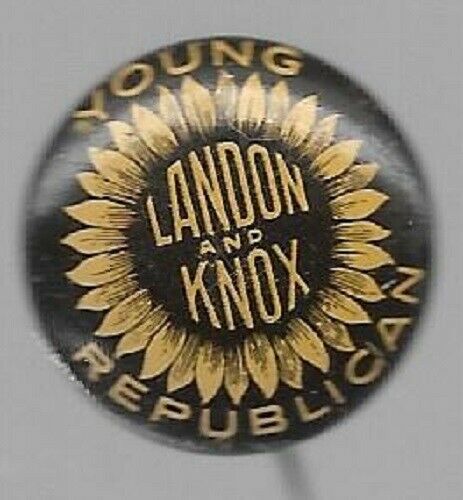 YOUNG
LANDON
AND
KNOX
REPUBLICAN